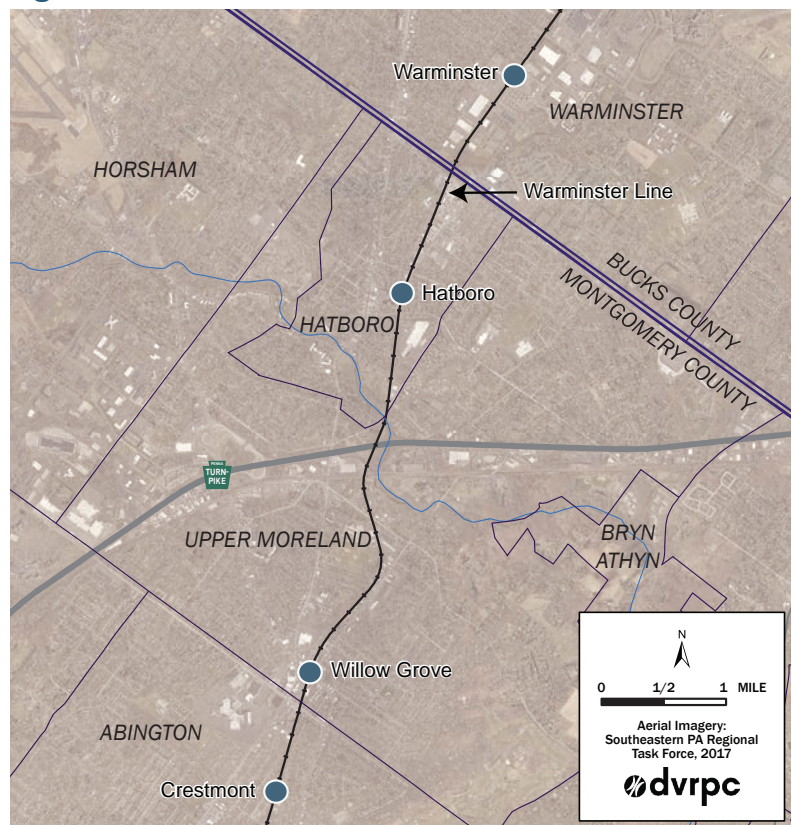 Warminster
WARMINSTER
HORSHAM
Warminster Line
BUCKS COUNTY
MONTGOMERY COUNTY
Hatboro
HATBORO
PENNA
TURN-
PIKE
UPPER MORELAND
BRYN
ATHYN
Willow Grove
ABINGTON
Crestmont
N
0 1/2 1 MILE
Aerial Imagery:
Southeastern PA Regional
Task Force, 2017
dvrpc